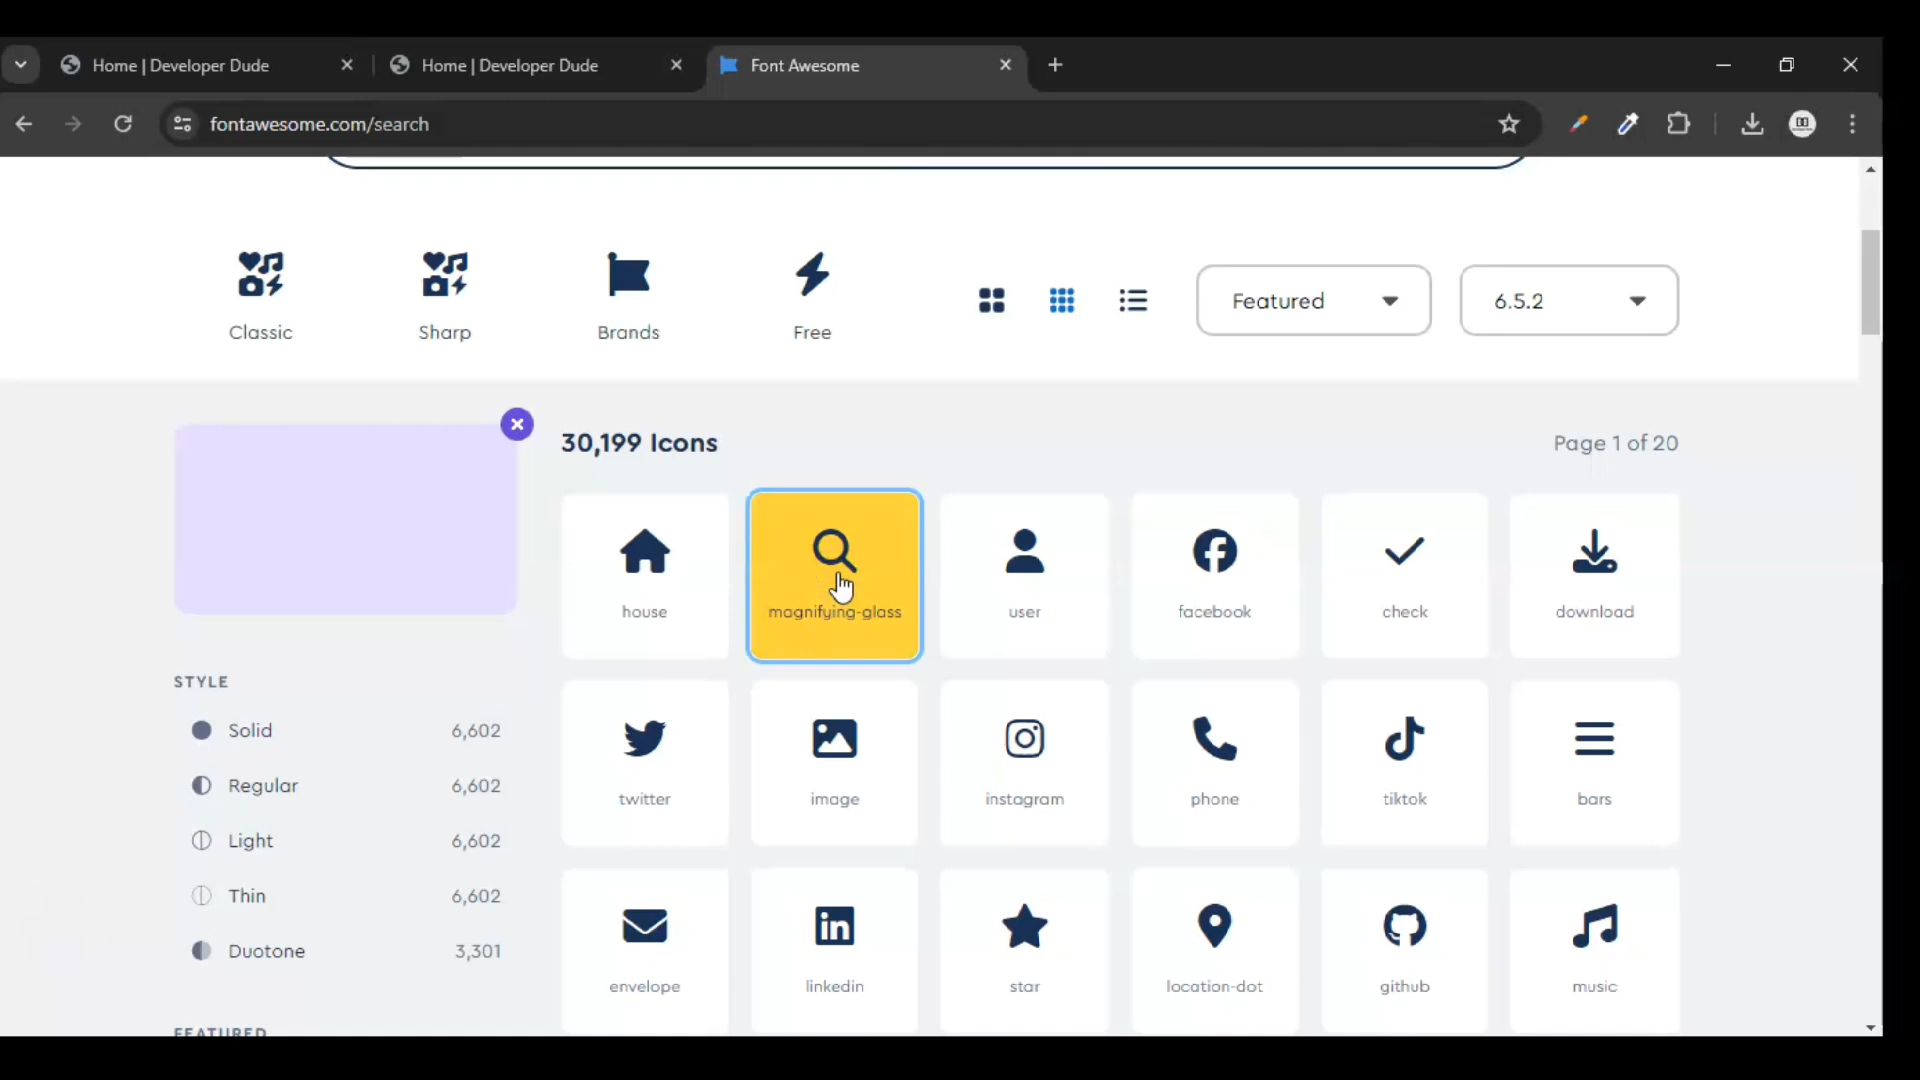 Home | Developer Dude
Home | Developer Dude
Font Awesome
fontawesome.com/search
Classic
Sharp
Brands
Free
Featured
6.5.2
30,199 Icons
Page 1 of 20
house
magnifying-glass
user
facebook
check
download
STYLE
Solid 6,602
Regular 6,602
Light 6,602
Thin 6,602
Duotone 3,301
FEATURED
twitter
image
instagram
phone
tiktok
bars
envelope
linkedin
star
location-dot
github
music